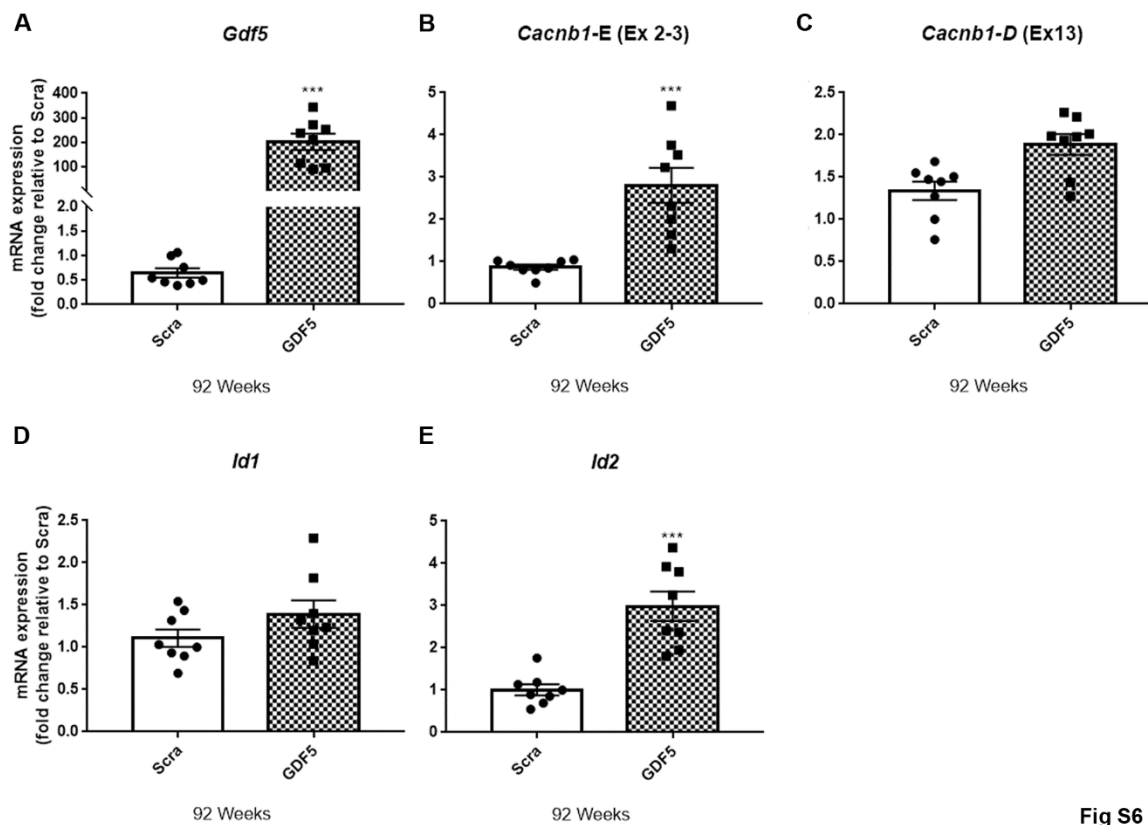 A
Gdf5
mRNA expression
(fold change relative to Scra)
400
300
200
100
2.0
1.5
1.0
0.5
0.0
***
Scra
GDF5
92 Weeks
B
Cacnb1-E (Ex 2-3)
5
4
3
2
1
0
***
Scra
GDF5
92 Weeks
C
Cacnb1-D (Ex13)
2.5
2.0
1.5
1.0
0.5
0.0
Scra
GDF5
92 Weeks
D
Id1
mRNA expression
(fold change relative to Scra)
2.5
2.0
1.5
1.0
0.5
0.0
Scra
GDF5
92 Weeks
E
Id2
5
4
3
2
1
0
***
Scra
GDF5
92 Weeks
Fig S6